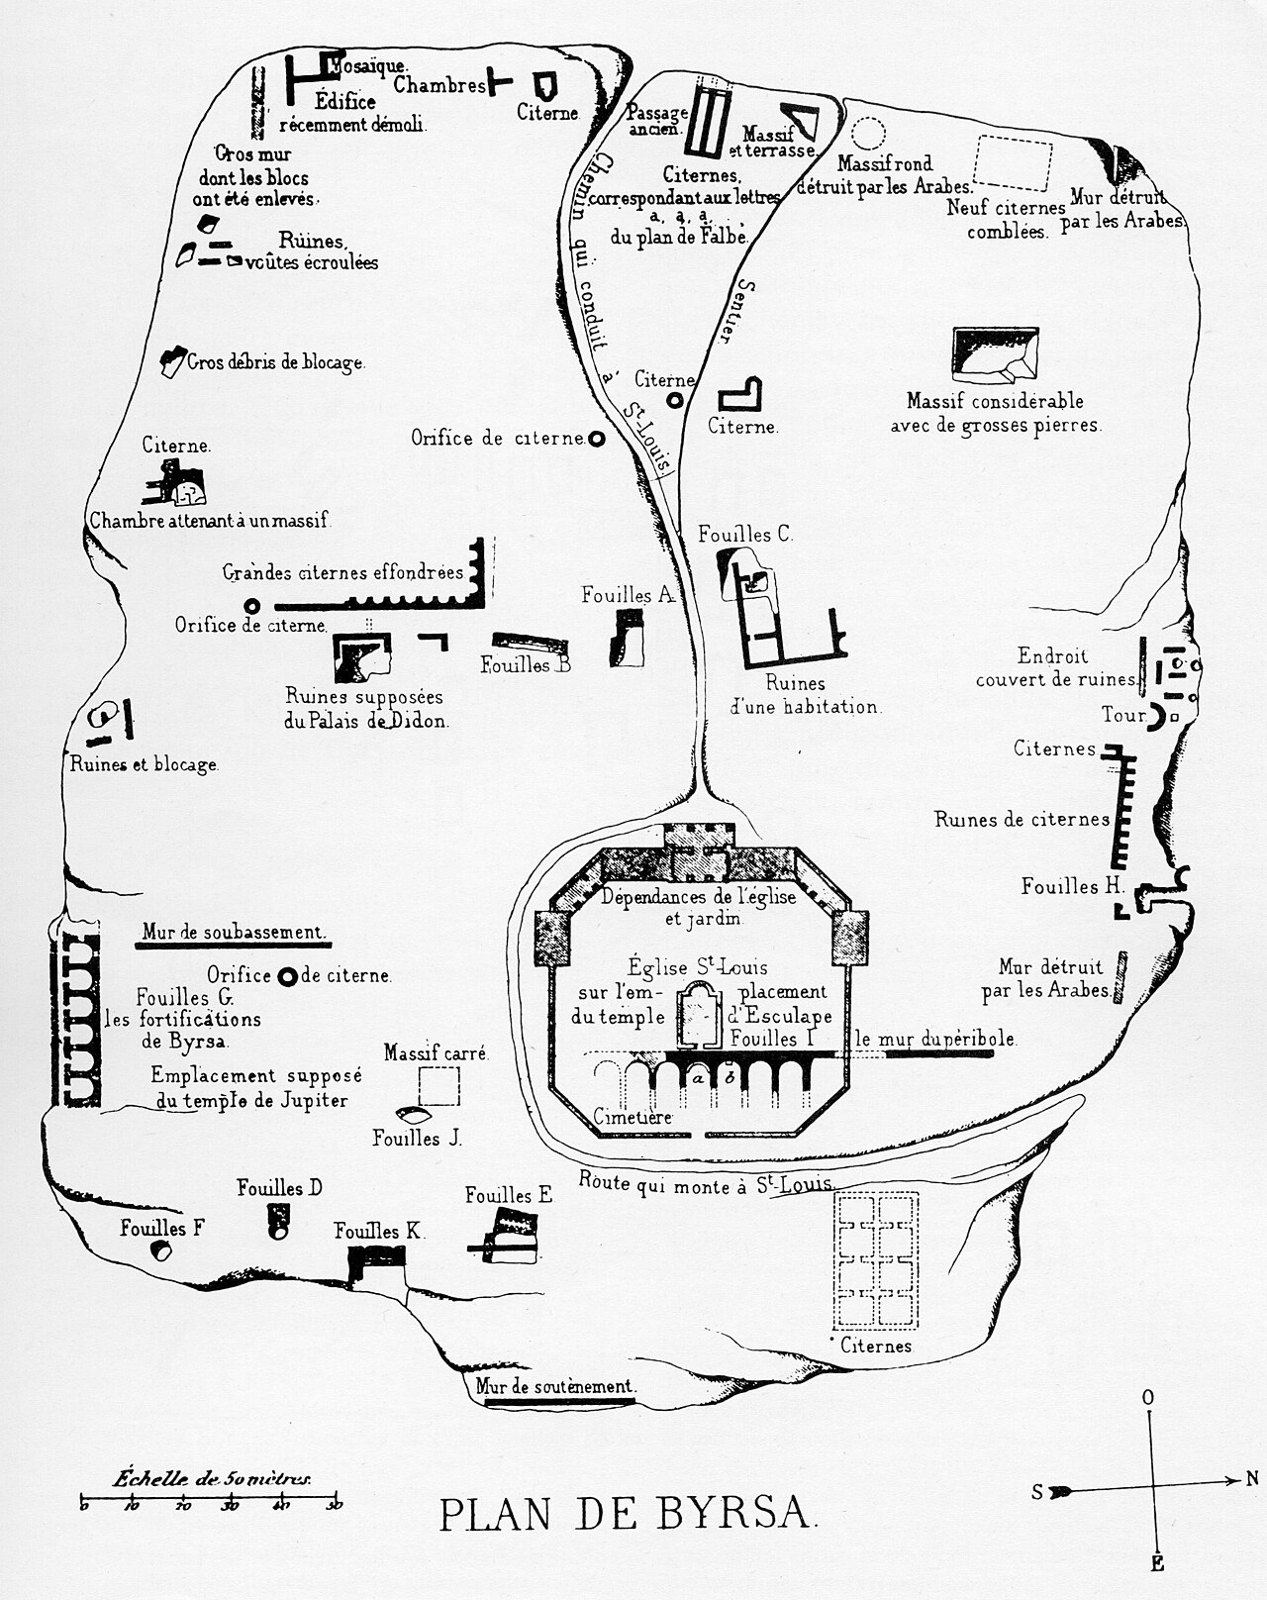 Mosaïque.
Édifice
récemment démoli.
Chambres
Citerne.
Gros mur
dont les blocs
ont été enlevés.
Ruines,
voûtes écroulées
Gros débris de blocage.
Citerne.
Chambre attenant à un massif.
Chemin qui conduit à St-Louis.
Passage
ancien.
Massif
et terrasse.
Citernes,
correspondant aux lettres
a, a, a,
du plan de Falbe.
Massif rond
détruit par les Arabes.
Neuf citernes
comblées.
Mur détruit
par les Arabes.
Sentier.
Massif considérable
avec de grosses pierres.
Citerne
Citerne.
Orifice de citerne.
Grandes citernes effondrées
Orifice de citerne.
Ruines supposées
du Palais de Didon.
Fouilles B
Fouilles A
Fouilles C.
Ruines
d'une habitation.
Endroit
couvert de ruines
Tour.
Citernes
Ruines de citernes
Fouilles H.
Mur détruit
par les Arabes.
Ruines et blocage.
Mur de soubassement.
Orifice de citerne.
Fouilles G.
les fortifications
de Byrsa.
Emplacement supposé
du temple de Jupiter
Massif carré.
Fouilles J.
Dépendances de l'église
et jardin.
Église St-Louis
sur l'em- placement
du temple d'Esculape
Fouilles I le mur du péribole.
a b
Cimetière
Route qui monte à St-Louis.
Fouilles D
Fouilles F
Fouilles K.
Fouilles E
Citernes
Mur de soutènement.
Échelle de 50 mètres.
0 10 20 30 40 50
PLAN DE BYRSA.
O
S N
E